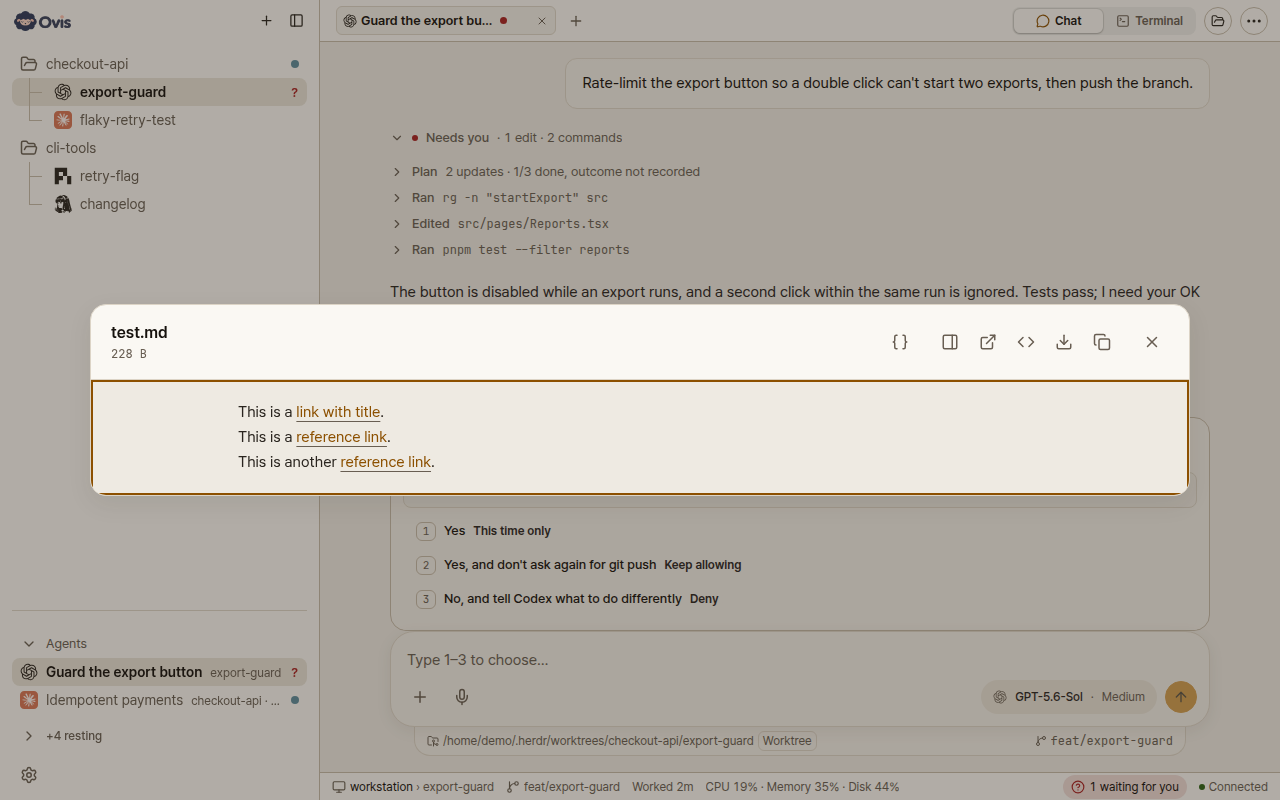 Ovis
Guard the export bu...
Chat
Terminal
checkout-api
export-guard ?
flaky-retry-test
cli-tools
retry-flag
changelog
Rate-limit the export button so a double click can't start two exports, then push the branch.
Needs you · 1 edit · 2 commands
Plan 2 updates · 1/3 done, outcome not recorded
Ran rg -n "startExport" src
Edited src/pages/Reports.tsx
Ran pnpm test --filter reports
The button is disabled while an export runs, and a second click within the same run is ignored. Tests pass; I need your OK
test.md
228 B
This is a link with title.
This is a reference link.
This is another reference link.
1 Yes This time only
2 Yes, and don't ask again for git push Keep allowing
3 No, and tell Codex what to do differently Deny
Type 1–3 to choose...
GPT-5.6-Sol · Medium
/home/demo/.herdr/worktrees/checkout-api/export-guard Worktree
feat/export-guard
Agents
Guard the export button export-guard ?
Idempotent payments checkout-api · ...
+4 resting
workstation › export-guard feat/export-guard Worked 2m CPU 19% · Memory 35% · Disk 44%
1 waiting for you
Connected